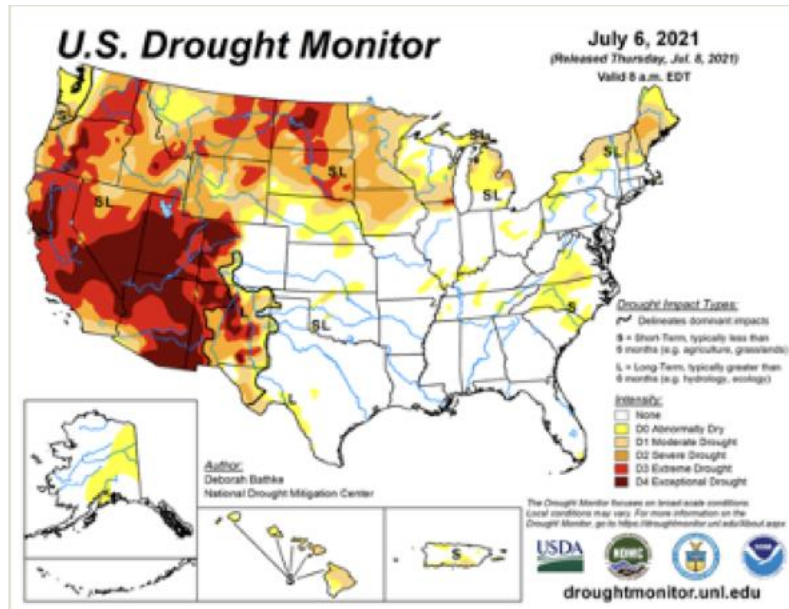 U.S. Drought Monitor
July 6, 2021
(Released Thursday, Jul. 8, 2021)
Valid 8 a.m. EDT
SL
SL
SL
SL
SL
S
SL
L
L
Drought Impact Types:
Delineates dominant impacts
S = Short-Term, typically less than
6 months (e.g. agriculture, grasslands)
L = Long-Term, typically greater than
6 months (e.g. hydrology, ecology)
Intensity:
None
D0 Abnormally Dry
D1 Moderate Drought
D2 Severe Drought
D3 Extreme Drought
D4 Exceptional Drought
Author:
Deborah Bathke
National Drought Mitigation Center
S
S
The Drought Monitor focuses on broad-scale conditions.
Local conditions may vary. For more information on the
Drought Monitor, go to https://droughtmonitor.unl.edu/About.aspx
USDA
NDMC
NOAA
droughtmonitor.unl.edu